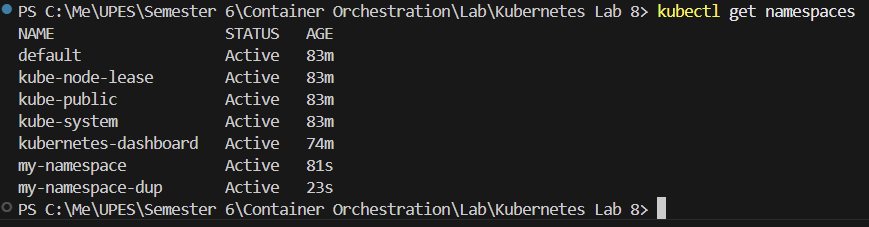 PS C:\Me\UPES\Semester 6\Container Orchestration\Lab\Kubernetes Lab 8> kubectl get namespaces
NAME STATUS AGE
default Active 83m
kube-node-lease Active 83m
kube-public Active 83m
kube-system Active 83m
kubernetes-dashboard Active 74m
my-namespace Active 81s
my-namespace-dup Active 23s
PS C:\Me\UPES\Semester 6\Container Orchestration\Lab\Kubernetes Lab 8>